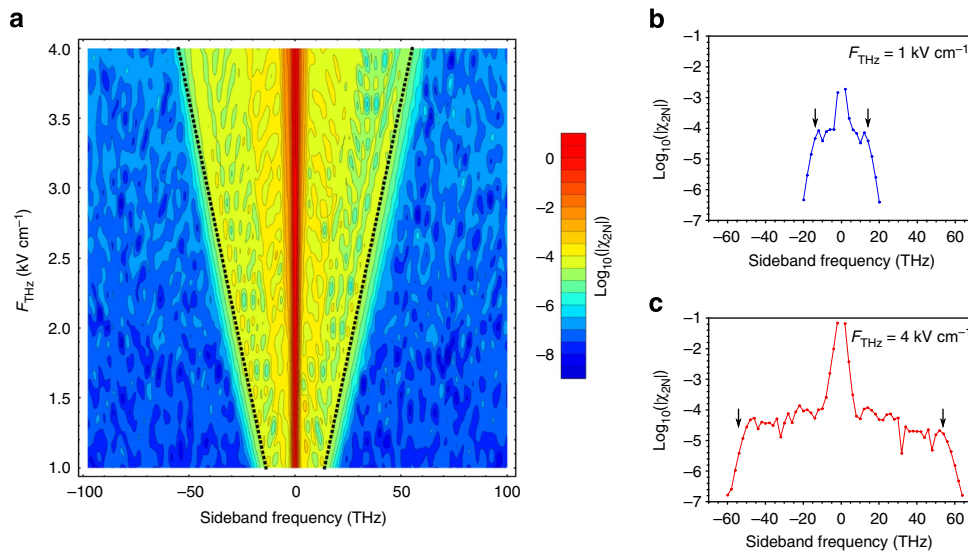 a
4.0
3.5
3.0
2.5
2.0
1.5
1.0
F_THz (kV cm⁻¹)
−100
−50
0
50
100
Sideband frequency (THz)
0
−2
−4
−6
−8
Log₁₀(|χ₂N|)
b
F_THz = 1 kV cm⁻¹
−1
−2
−3
−4
−5
−6
−7
Log₁₀(|χ₂N|)
−60 −40 −20 0 20 40 60
Sideband frequency (THz)
c
F_THz = 4 kV cm⁻¹
−1
−2
−3
−4
−5
−6
−7
Log₁₀(|χ₂N|)
−60 −40 −20 0 20 40 60
Sideband frequency (THz)